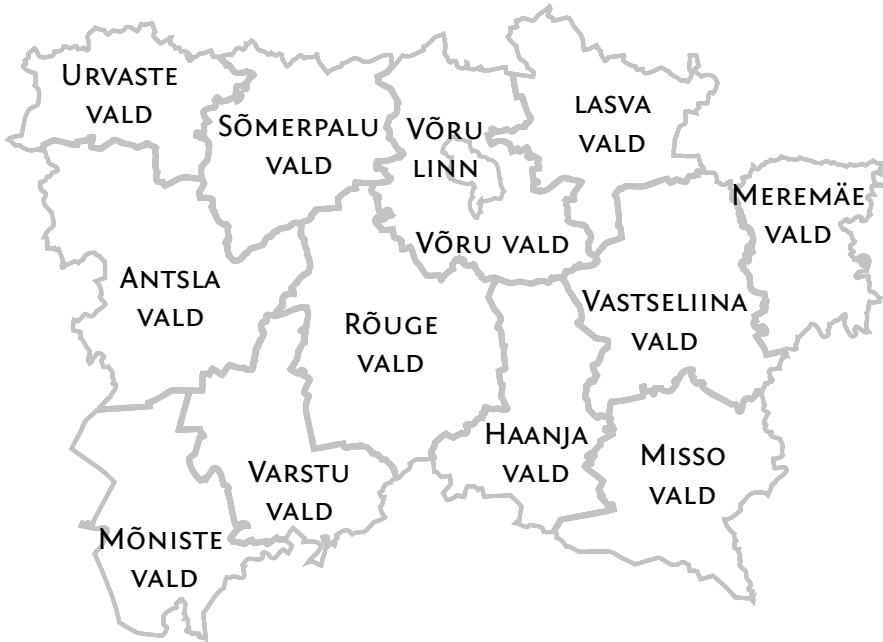 URVASTE
VALD
SÕMERPALU
VALD
VÕRU
LINN
LASVA
VALD
MEREMÄE
VALD
VÕRU VALD
ANTSLA
VALD
RÕUGE
VALD
VASTSELIINA
VALD
HAANJA
VALD
MISSO
VALD
VARSTU
VALD
MÕNISTE
VALD